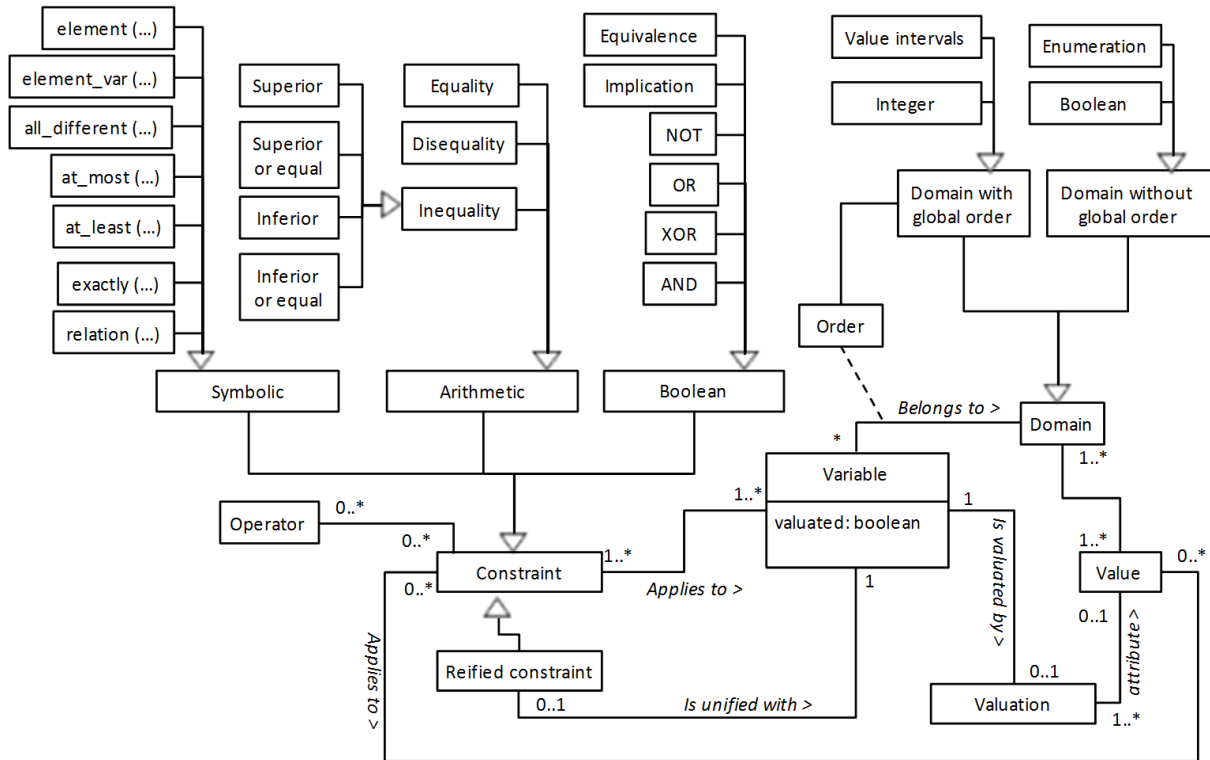 element (...)
element_var (...)
all_different (...)
at_most (...)
at_least (...)
exactly (...)
relation (...)
Superior
Superior
or equal
Inferior
Inferior
or equal
Equality
Disequality
Inequality
Equivalence
Implication
NOT
OR
XOR
AND
Value intervals
Integer
Enumeration
Boolean
Domain with
global order
Domain without
global order
Order
Symbolic
Arithmetic
Boolean
Belongs to >
Domain
*
1..*
Variable
valuated: boolean
1..*
1
1
Operator
0..*
0..*
0..*
Constraint
1..*
Applies to >
Is valuated by >
1..*
0..*
Value
0..1
attribute >
Applies to >
Reified constraint
0..1
Is unified with >
0..1
Valuation
1..*